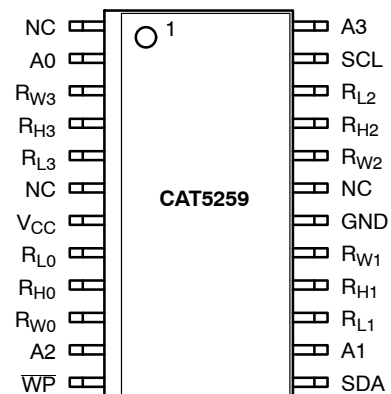 NC 1 A3
A0 SCL
RW3 RL2
RH3 RH2
RL3 RW2
NC CAT5259 NC
VCC GND
RL0 RW1
RH0 RH1
RW0 RL1
A2 A1
W̅P̅ SDA